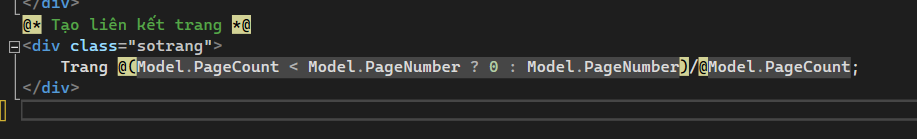 </div>
@* Tạo liên kết trang *@
<div class="sotrang">
Trang @(Model.PageCount < Model.PageNumber ? 0 : Model.PageNumber)/@Model.PageCount;
</div>